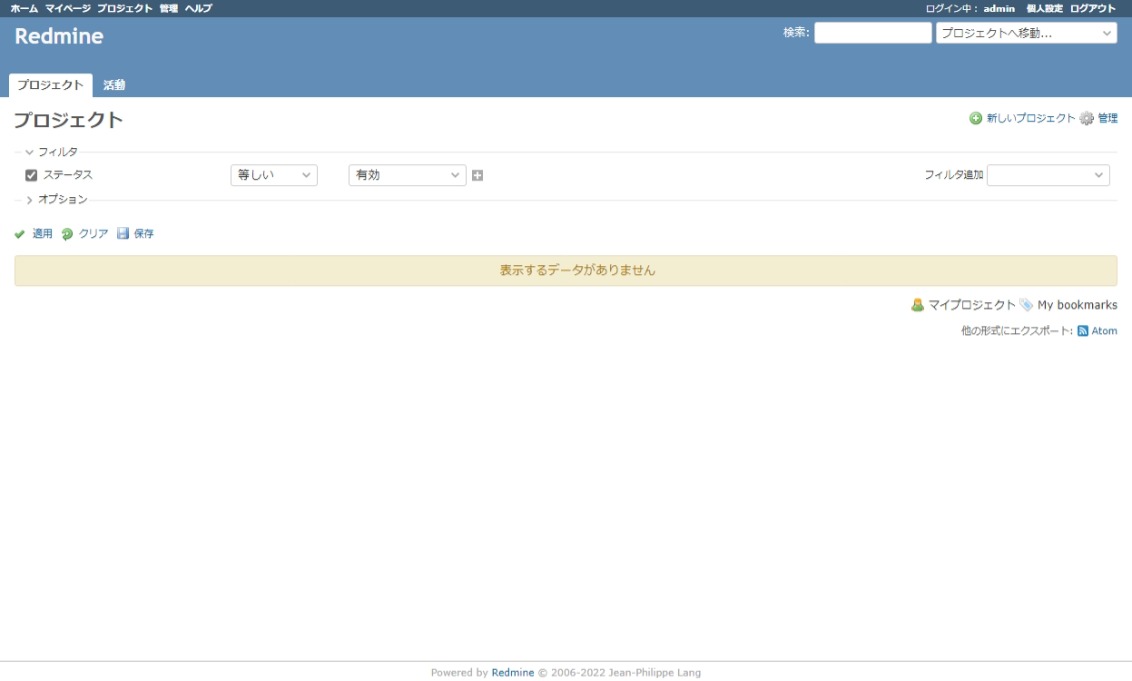 ホーム マイページ プロジェクト 管理 ヘルプ ログイン中： admin 個人設定 ログアウト
Redmine 検索: プロジェクトへ移動...
プロジェクト 活動
プロジェクト 新しいプロジェクト 管理
フィルタ
ステータス 等しい 有効 フィルタ追加
オプション
適用 クリア 保存
表示するデータがありません
マイプロジェクト My bookmarks
他の形式にエクスポート: Atom
Powered by Redmine © 2006-2022 Jean-Philippe Lang